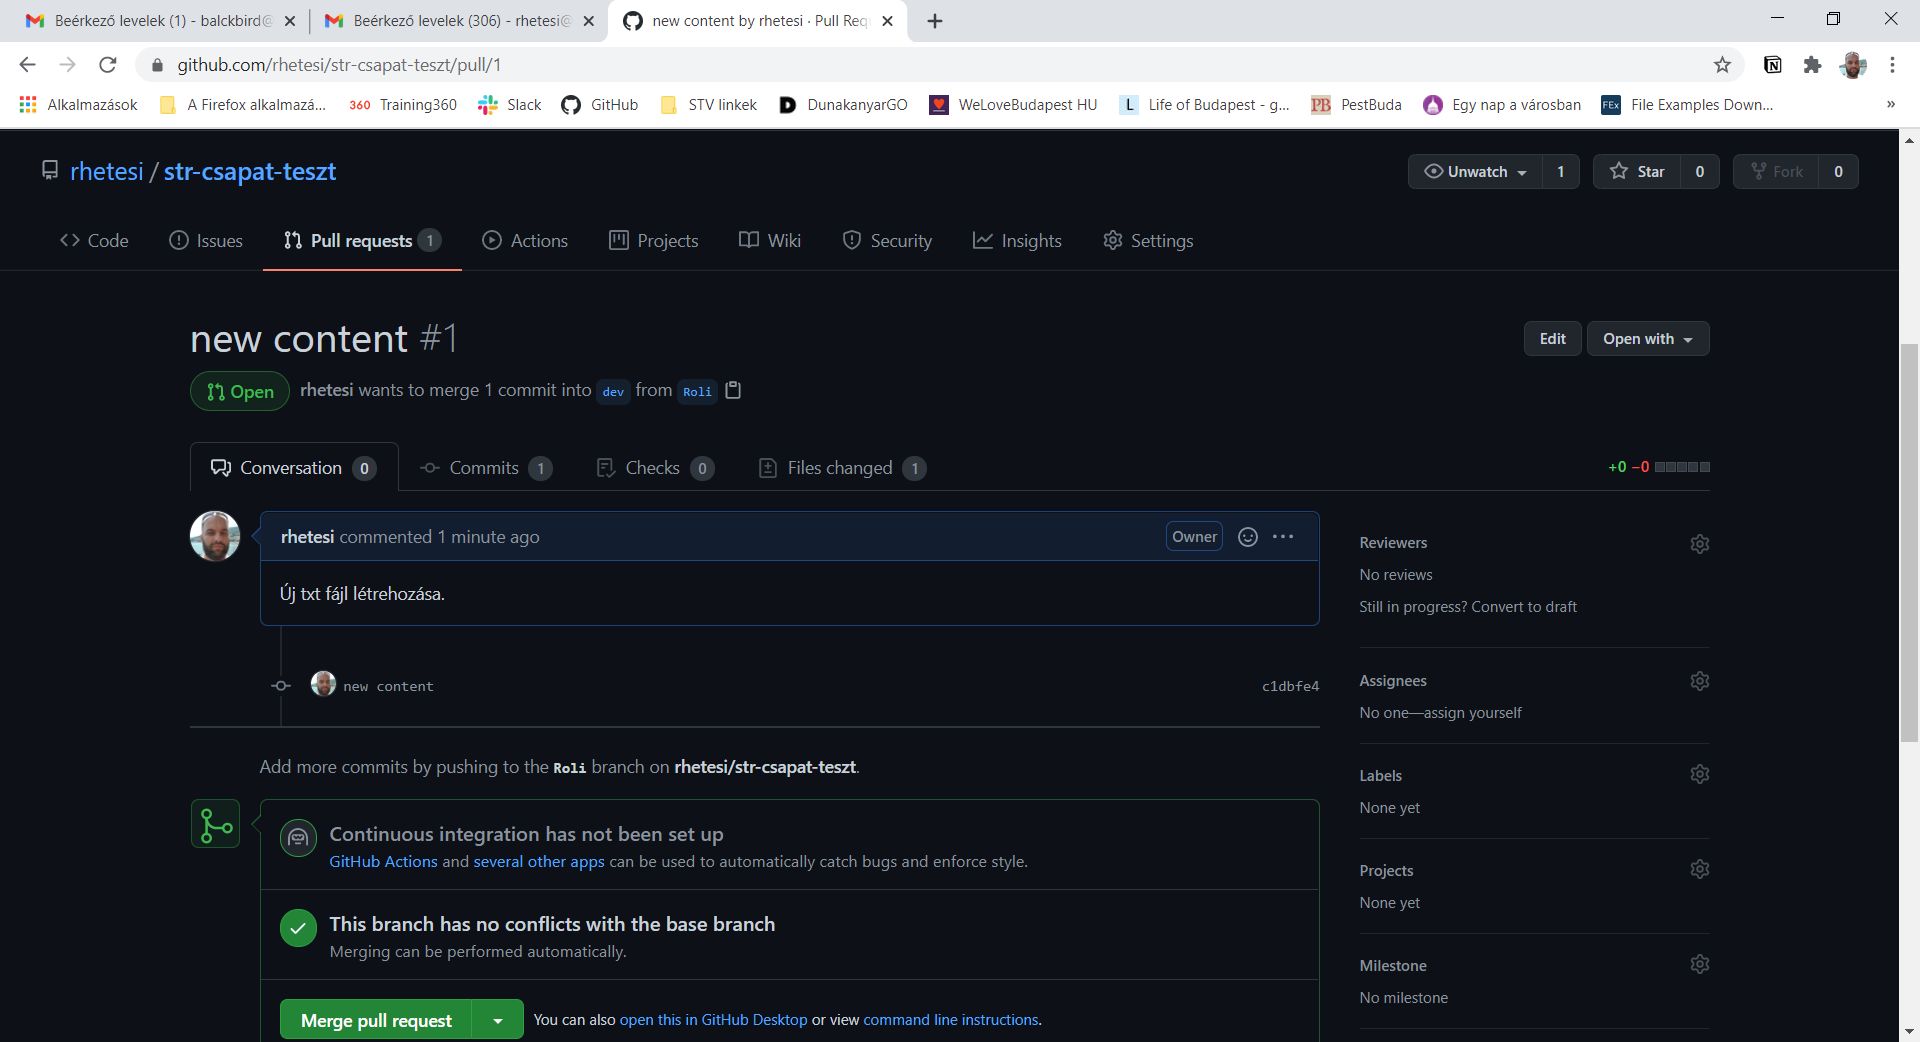 Beérkező levelek (1) - balckbird@
Beérkező levelek (306) - rhetesi@
new content by rhetesi · Pull Req
github.com/rhetesi/str-csapat-teszt/pull/1
Alkalmazások
A Firefox alkalmazá...
360 Training360
Slack
GitHub
STV linkek
D DunakanyarGO
WeLoveBudapest HU
L Life of Budapest - g...
PB PestBuda
Egy nap a városban
FEx File Examples Down...
»
rhetesi / str-csapat-teszt
Unwatch 1
Star 0
Fork 0
Code
Issues
Pull requests 1
Actions
Projects
Wiki
Security
Insights
Settings
new content #1
Edit
Open with
Open
rhetesi wants to merge 1 commit into dev from Roli
Conversation 0
Commits 1
Checks 0
Files changed 1
+0 −0
rhetesi commented 1 minute ago
Owner
Új txt fájl létrehozása.
new content
c1dbfe4
Add more commits by pushing to the Roli branch on rhetesi/str-csapat-teszt.
Continuous integration has not been set up
GitHub Actions and several other apps can be used to automatically catch bugs and enforce style.
This branch has no conflicts with the base branch
Merging can be performed automatically.
Merge pull request
You can also open this in GitHub Desktop or view command line instructions.
Reviewers
No reviews
Still in progress? Convert to draft
Assignees
No one—assign yourself
Labels
None yet
Projects
None yet
Milestone
No milestone